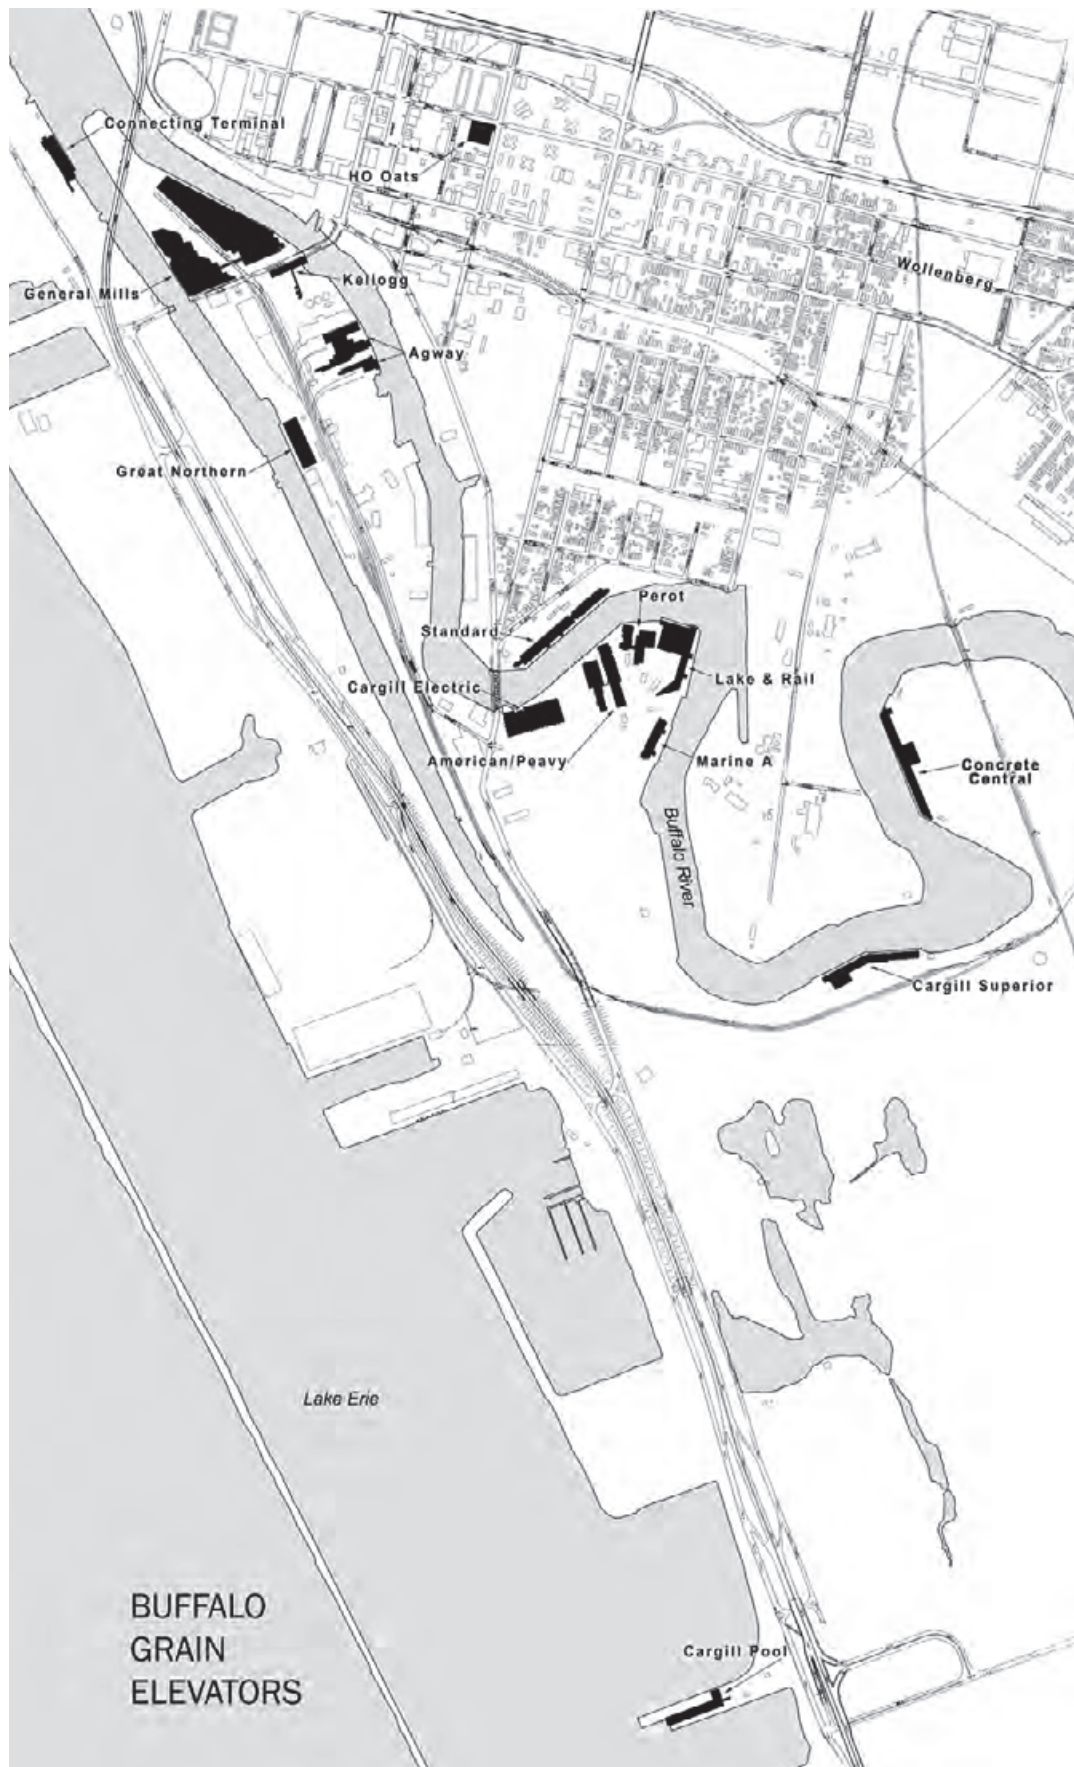 Connecting Terminal
HO Oats
Wollenberg
Kellogg
General Mills
Agway
Great Northern
Perot
Standard
Lake & Rail
Cargill Electric
American/Peavy
Marine A
Concrete
Central
Buffalo River
Cargill Superior
Lake Erie
BUFFALO
GRAIN
ELEVATORS
Cargill Pool